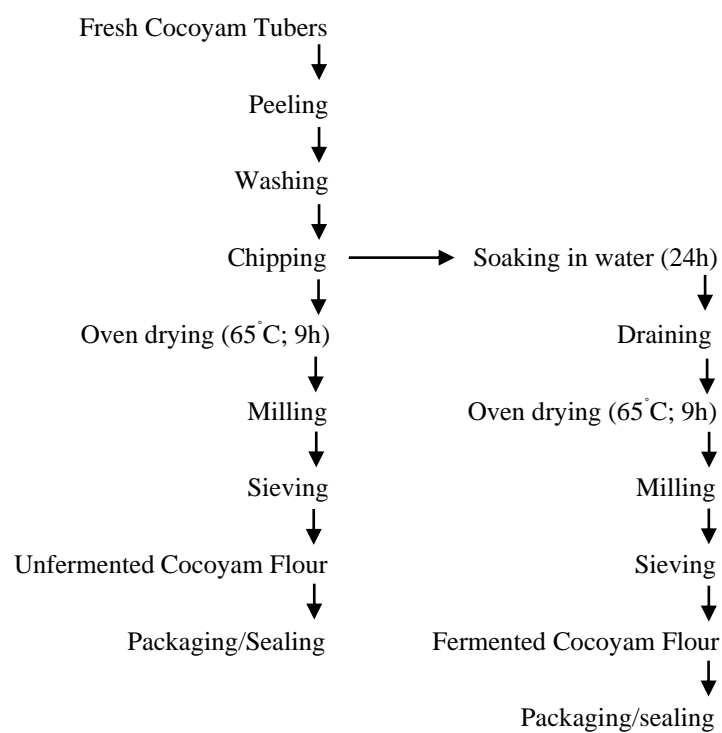 Fresh Cocoyam Tubers
Peeling
Washing
Chipping
Soaking in water (24h)
Oven drying (65°C; 9h)
Draining
Milling
Oven drying (65°C; 9h)
Sieving
Milling
Unfermented Cocoyam Flour
Sieving
Packaging/Sealing
Fermented Cocoyam Flour
Packaging/sealing